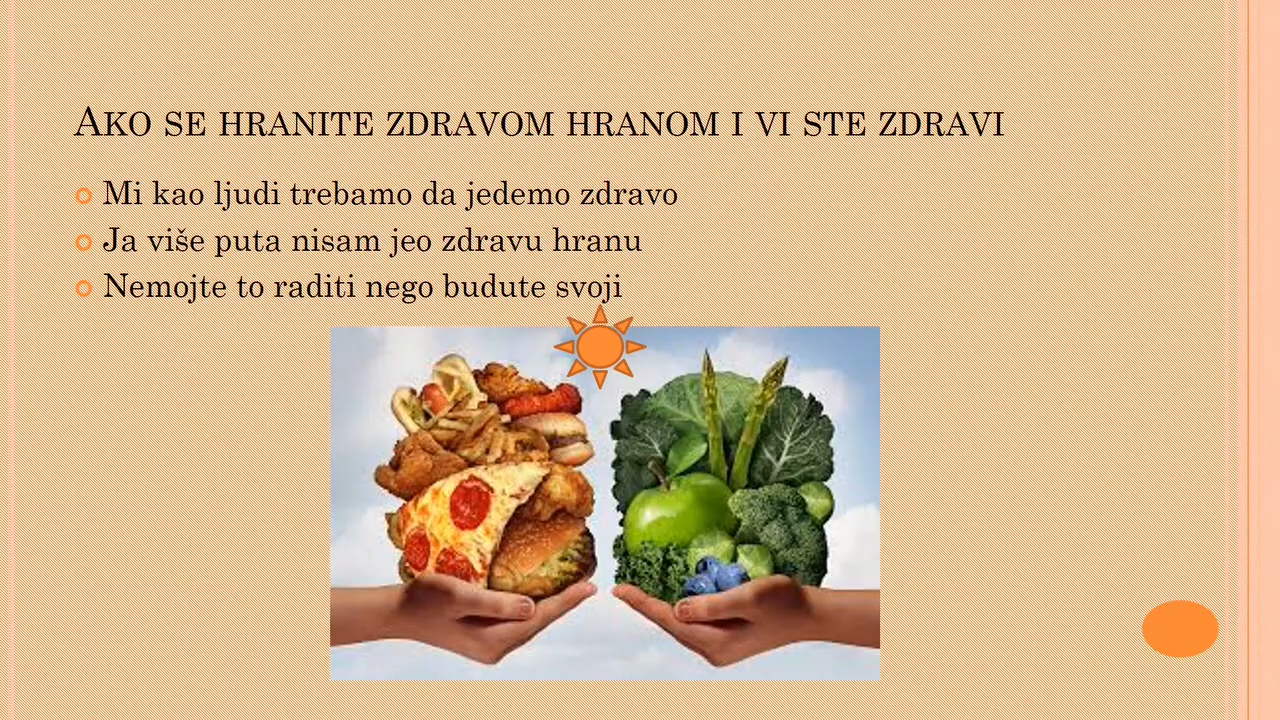 Ako se hranite zdravom hranom i vi ste zdravi
Mi kao ljudi trebamo da jedemo zdravo
Ja više puta nisam jeo zdravu hranu
Nemojte to raditi nego budute svoji